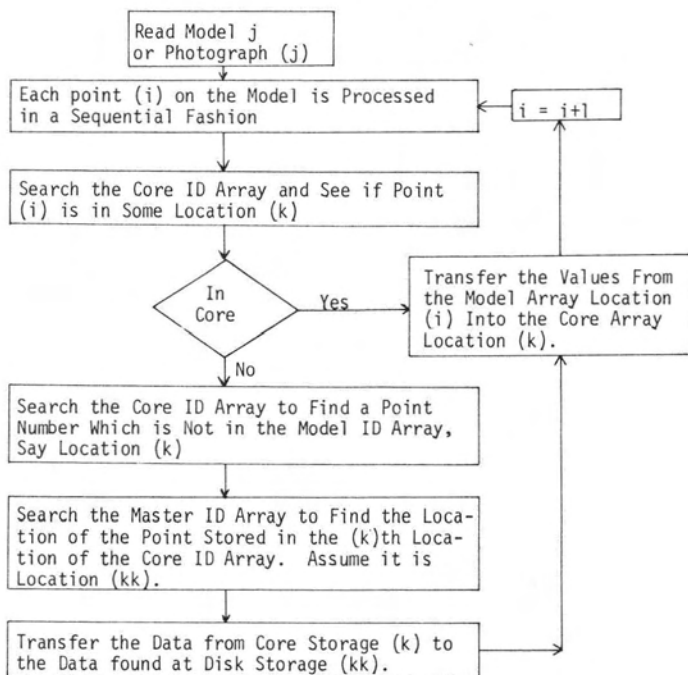 Read Model j
or Photograph (j)
Each point (i) on the Model is Processed
in a Sequential Fashion
i = i+1
Search the Core ID Array and See if Point
(i) is in Some Location (k)
In
Core
Yes
Transfer the Values From
the Model Array Location
(i) Into the Core Array
Location (k).
No
Search the Core ID Array to Find a Point
Number Which is Not in the Model ID Array,
Say Location (k)
Search the Master ID Array to Find the Loca-
tion of the Point Stored in the (k)th Loca-
tion of the Core ID Array. Assume it is
Location (kk).
Transfer the Data from Core Storage (k) to
the Data found at Disk Storage (kk).